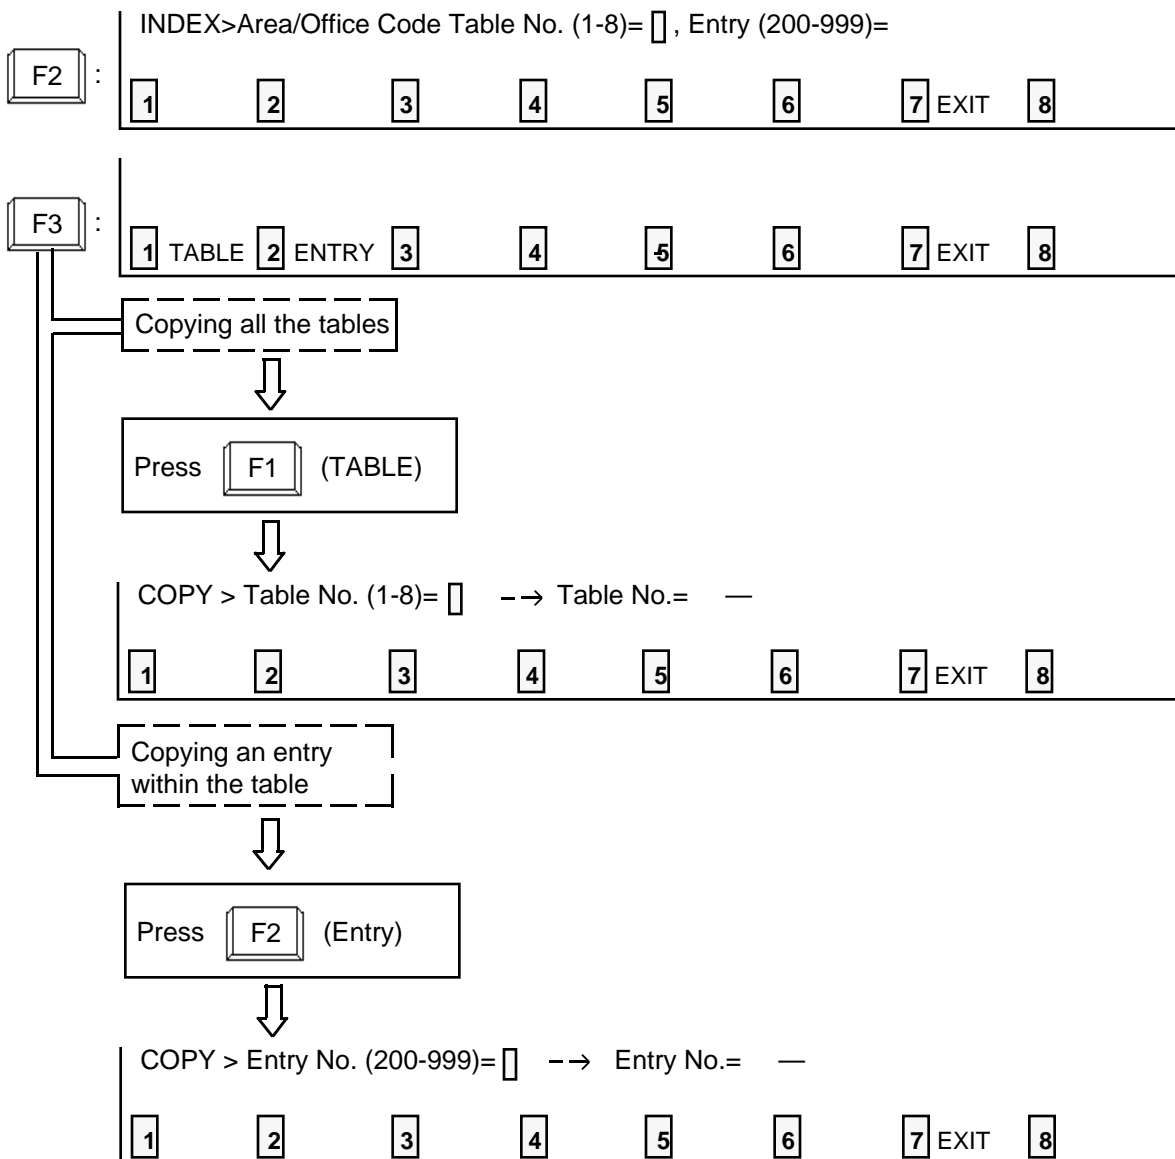 INDEX>Area/Office Code Table No. (1-8)= , Entry (200-999)=
F2 :
1 2 3 4 5 6 7 EXIT 8
F3 :
1 TABLE 2 ENTRY 3 4 5 6 7 EXIT 8
Copying all the tables
Press F1 (TABLE)
COPY > Table No. (1-8)= --→ Table No.= —
1 2 3 4 5 6 7 EXIT 8
Copying an entry
within the table
Press F2 (Entry)
COPY > Entry No. (200-999)= --→ Entry No.= —
1 2 3 4 5 6 7 EXIT 8